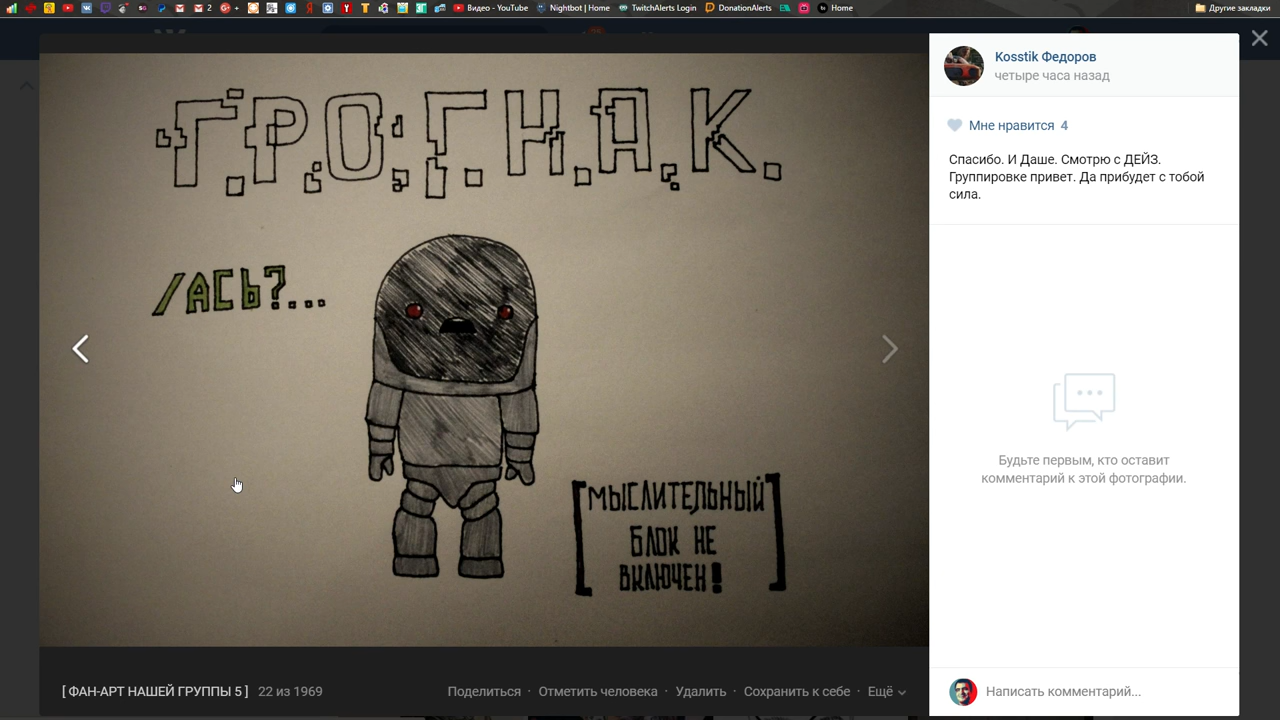 2
+
Видео - YouTube
Nightbot | Home
TwitchAlerts Login
DonationAlerts
Home
Другие закладки
Г.Р.О.Г.Н.А.К.
/АСЬ?...
[МЫСЛИТЕЛЬНЫЙ
БЛОК НЕ
ВКЛЮЧЕН!]
Kosstik Федоров
четыре часа назад
Мне нравится 4
Спасибо. И Даше. Смотрю с ДЕЙЗ.
Группировке привет. Да прибудет с тобой
сила.
Будьте первым, кто оставит
комментарий к этой фотографии.
[ ФАН-АРТ НАШЕЙ ГРУППЫ 5 ] 22 из 1969
Поделиться · Отметить человека · Удалить · Сохранить к себе · Ещё
Написать комментарий...